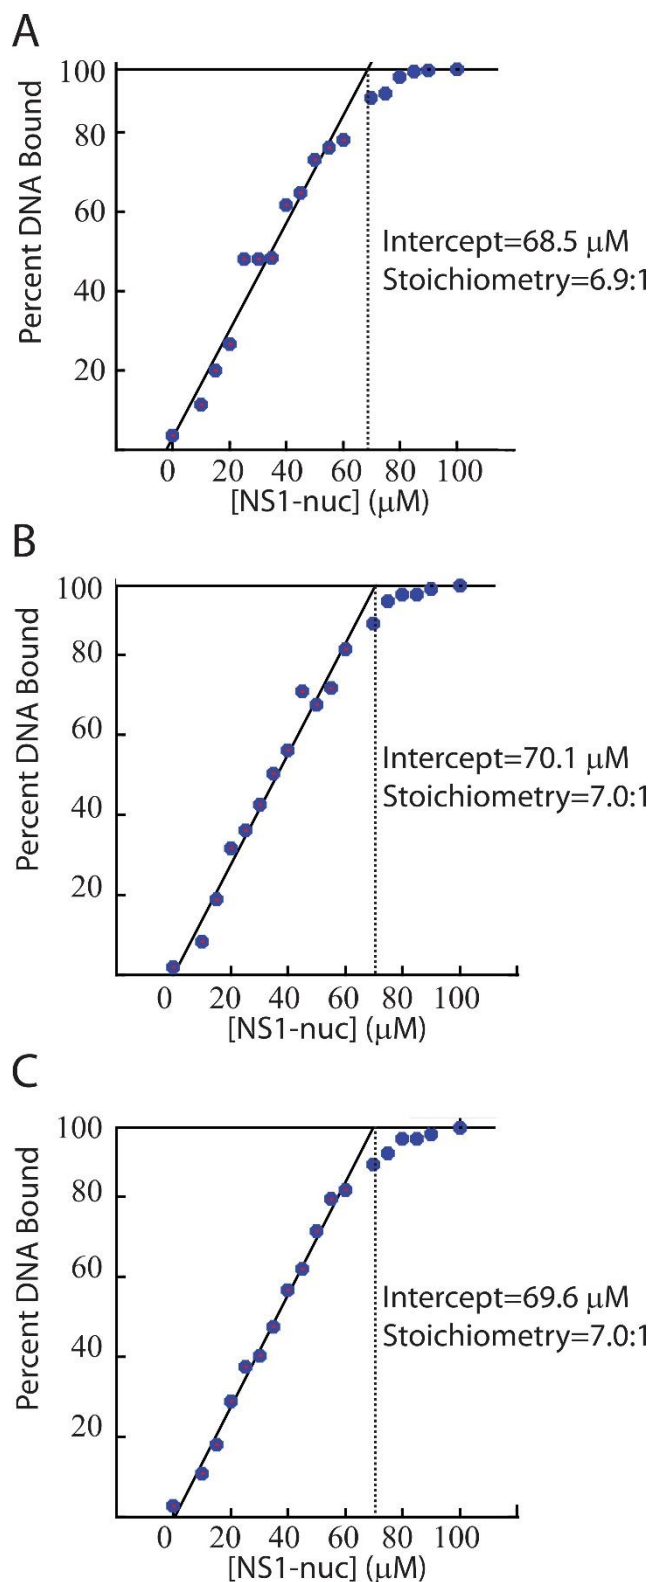 A
Percent DNA Bound
100
80
60
40
20
Intercept=68.5 μM
Stoichiometry=6.9:1
0 20 40 60 80 100
[NS1-nuc] (μM)
B
Percent DNA Bound
100
80
60
40
20
Intercept=70.1 μM
Stoichiometry=7.0:1
0 20 40 60 80 100
[NS1-nuc] (μM)
C
Percent DNA Bound
100
80
60
40
20
Intercept=69.6 μM
Stoichiometry=7.0:1
0 20 40 60 80 100
[NS1-nuc] (μM)